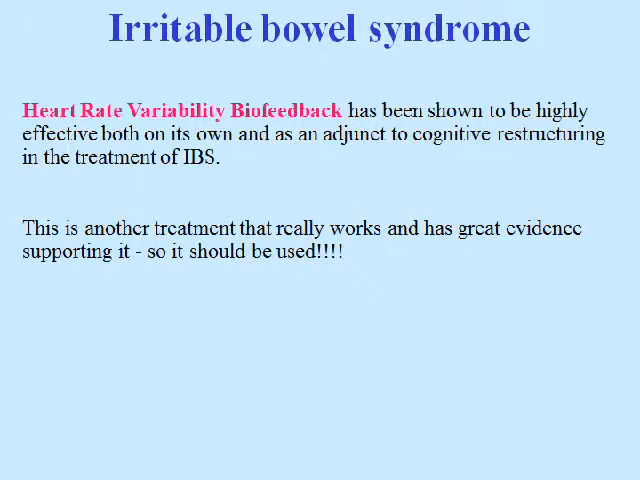 Irritable bowel syndrome
Heart Rate Variability Biofeedback has been shown to be highly
effective both on its own and as an adjunct to cognitive restructuring
in the treatment of IBS.
This is another treatment that really works and has great evidence
supporting it - so it should be used!!!!